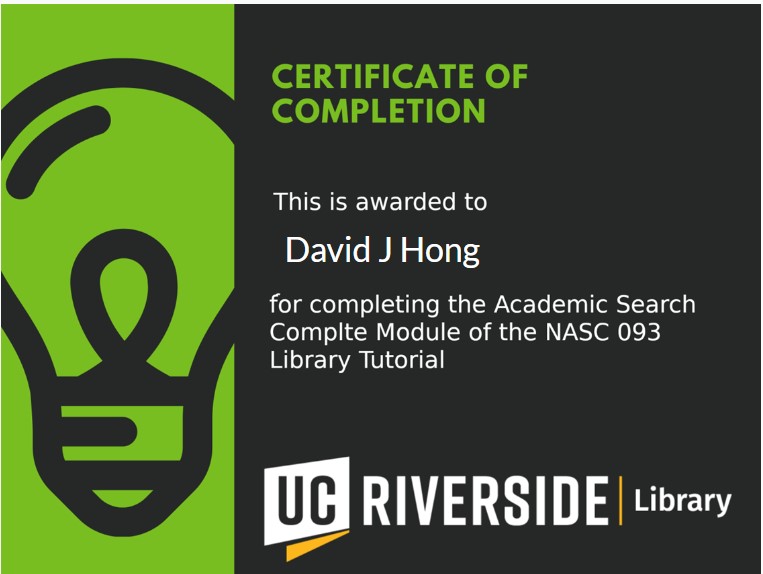 CERTIFICATE OF
COMPLETION
This is awarded to
David J Hong
for completing the Academic Search
Complte Module of the NASC 093
Library Tutorial
UC RIVERSIDE Library